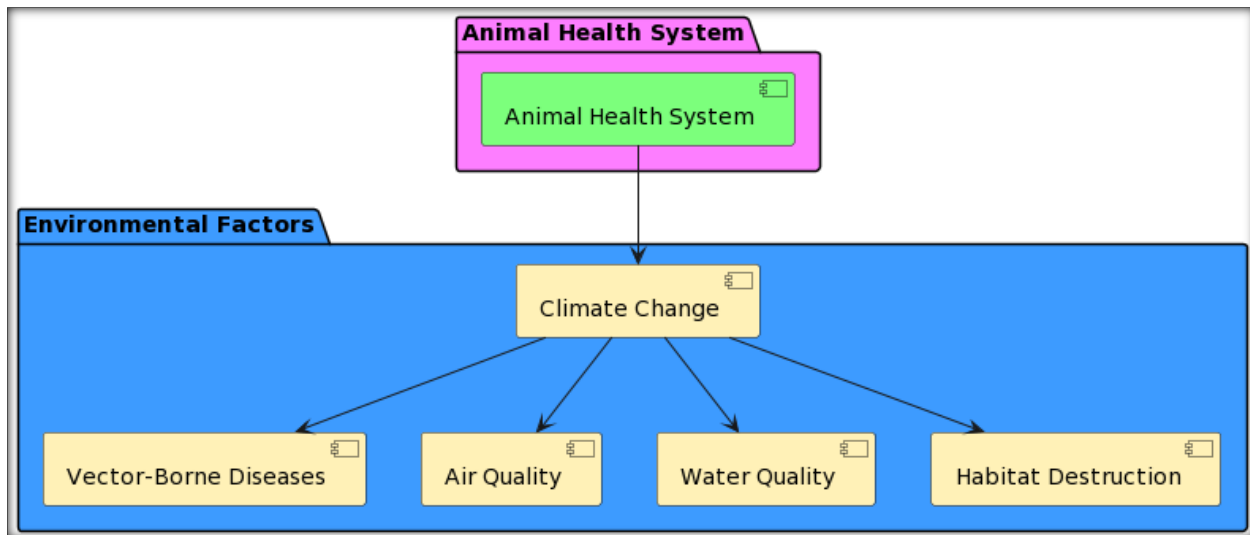 Animal Health System
Animal Health System
Environmental Factors
Climate Change
Vector-Borne Diseases
Air Quality
Water Quality
Habitat Destruction